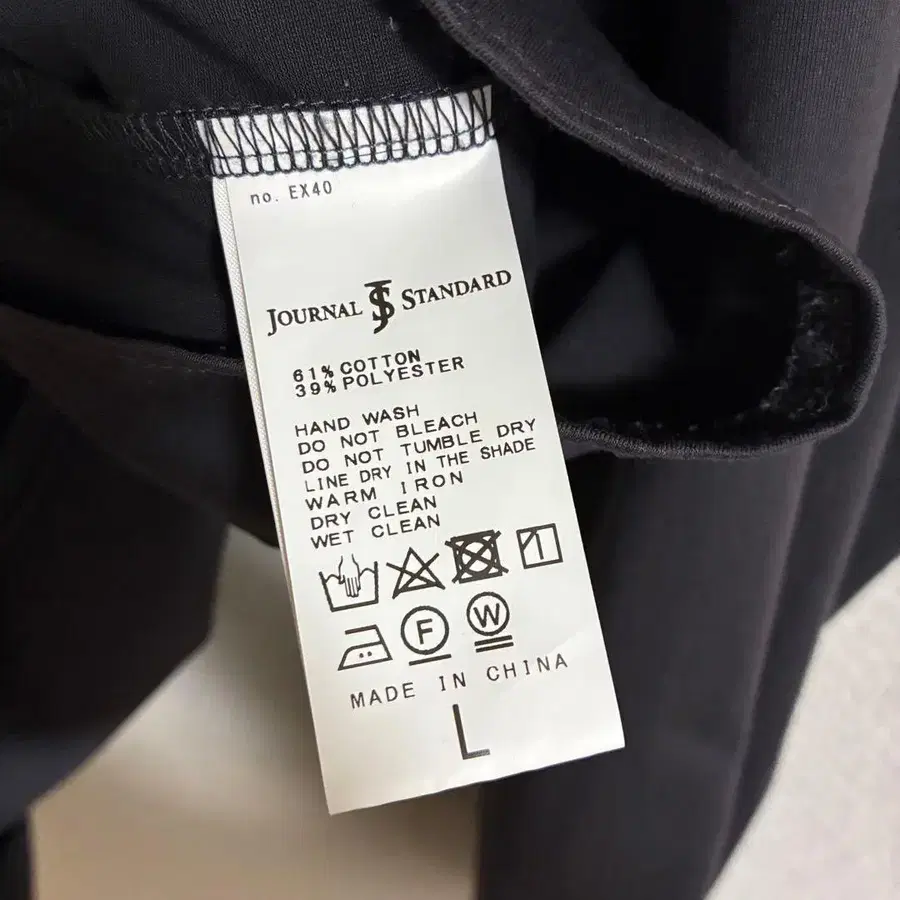 no. EX40
JOURNAL JS STANDARD
61% COTTON
39% POLYESTER
HAND WASH
DO NOT BLEACH
DO NOT TUMBLE DRY
LINE DRY IN THE SHADE
WARM IRON
DRY CLEAN
WET CLEAN
F W
MADE IN CHINA
L